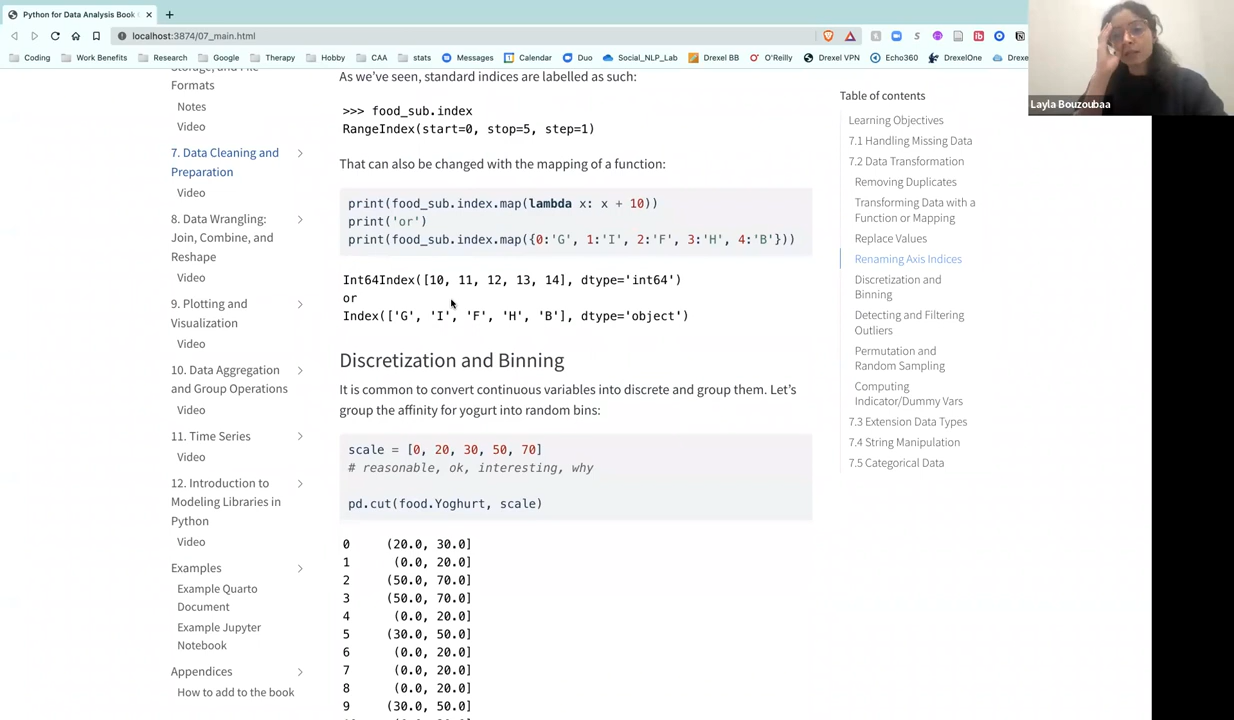 Python for Data Analysis Book
localhost:3874/07_main.html
Coding
Work Benefits
Research
Google
Therapy
Hobby
CAA
stats
Messages
Calendar
Duo
Social_NLP_Lab
Drexel BB
O'Reilly
Drexel VPN
Echo360
DrexelOne
Layla Bouzoubaa
Formats
Notes
Video
7. Data Cleaning and
Preparation
Video
8. Data Wrangling:
Join, Combine, and
Reshape
Video
9. Plotting and
Visualization
Video
10. Data Aggregation
and Group Operations
Video
11. Time Series
Video
12. Introduction to
Modeling Libraries in
Python
Video
Examples
Example Quarto
Document
Example Jupyter
Notebook
Appendices
How to add to the book
As we've seen, standard indices are labelled as such:
>>> food_sub.index
RangeIndex(start=0, stop=5, step=1)
That can also be changed with the mapping of a function:
print(food_sub.index.map(lambda x: x + 10))
print('or')
print(food_sub.index.map({0:'G', 1:'I', 2:'F', 3:'H', 4:'B'}))
Int64Index([10, 11, 12, 13, 14], dtype='int64')
or
Index(['G', 'I', 'F', 'H', 'B'], dtype='object')
Discretization and Binning
It is common to convert continuous variables into discrete and group them. Let's
group the affinity for yogurt into random bins:
scale = [0, 20, 30, 50, 70]
# reasonable, ok, interesting, why
pd.cut(food.Yoghurt, scale)
0 (20.0, 30.0]
1 (0.0, 20.0]
2 (50.0, 70.0]
3 (50.0, 70.0]
4 (0.0, 20.0]
5 (30.0, 50.0]
6 (0.0, 20.0]
7 (0.0, 20.0]
8 (0.0, 20.0]
9 (30.0, 50.0]
Table of contents
Learning Objectives
7.1 Handling Missing Data
7.2 Data Transformation
Removing Duplicates
Transforming Data with a
Function or Mapping
Replace Values
Renaming Axis Indices
Discretization and
Binning
Detecting and Filtering
Outliers
Permutation and
Random Sampling
Computing
Indicator/Dummy Vars
7.3 Extension Data Types
7.4 String Manipulation
7.5 Categorical Data